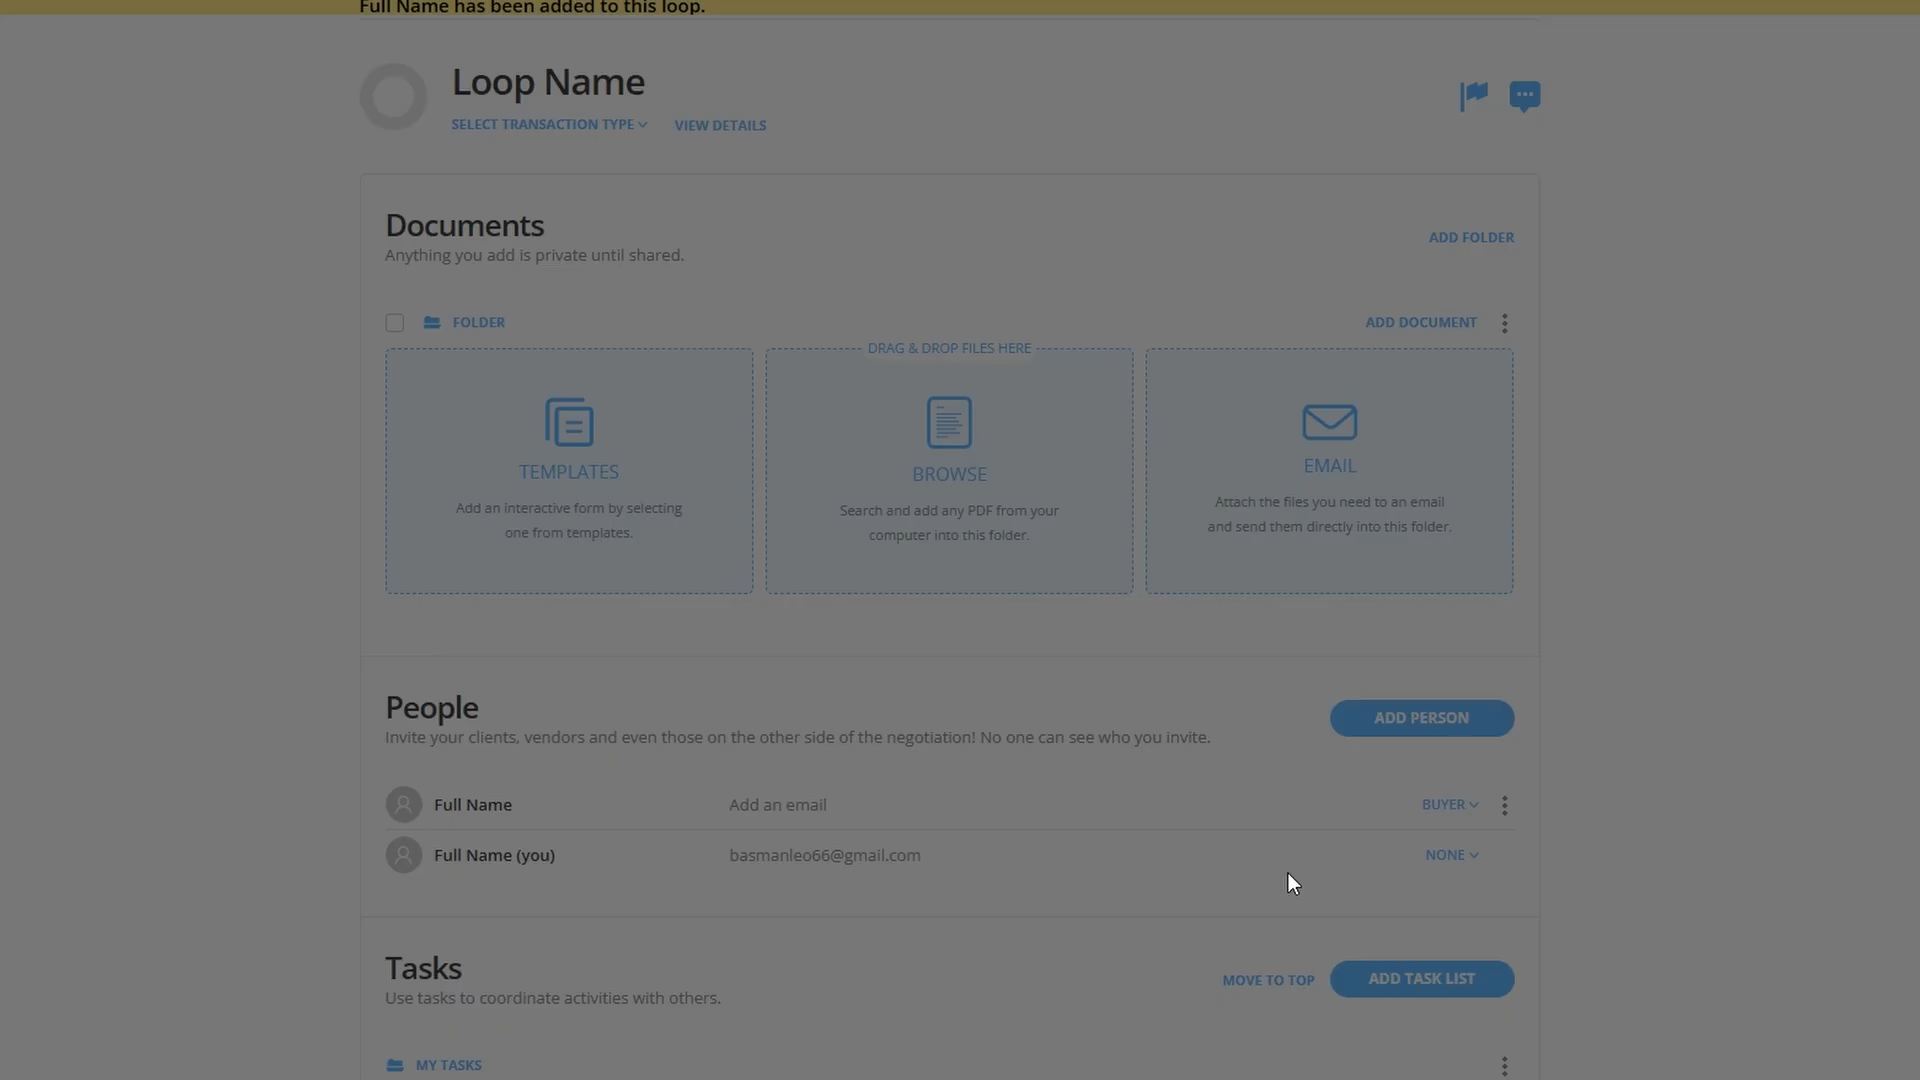 Full Name has been added to this loop.
Loop Name
SELECT TRANSACTION TYPE
VIEW DETAILS
Documents
Anything you add is private until shared.
ADD FOLDER
FOLDER
ADD DOCUMENT
DRAG & DROP FILES HERE
TEMPLATES
Add an interactive form by selecting
one from templates.
BROWSE
Search and add any PDF from your
computer into this folder.
EMAIL
Attach the files you need to an email
and send them directly into this folder.
People
Invite your clients, vendors and even those on the other side of the negotiation! No one can see who you invite.
ADD PERSON
Full Name
Add an email
BUYER
Full Name (you)
basmanleo66@gmail.com
NONE
Tasks
Use tasks to coordinate activities with others.
MOVE TO TOP
ADD TASK LIST
MY TASKS